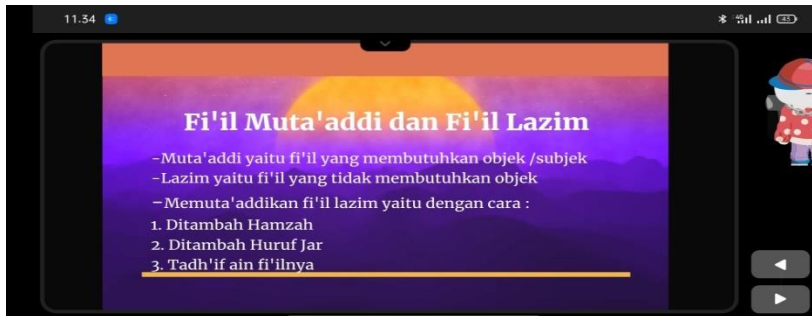 11.34
43
Fi'il Muta'addi dan Fi'il Lazim
-Muta'addi yaitu fi'il yang membutuhkan objek /subjek
-Lazim yaitu fi'il yang tidak membutuhkan objek
-Memuta'addikan fi'il lazim yaitu dengan cara :
1. Ditambah Hamzah
2. Ditambah Huruf Jar
3. Tadh'if ain fi'ilnya